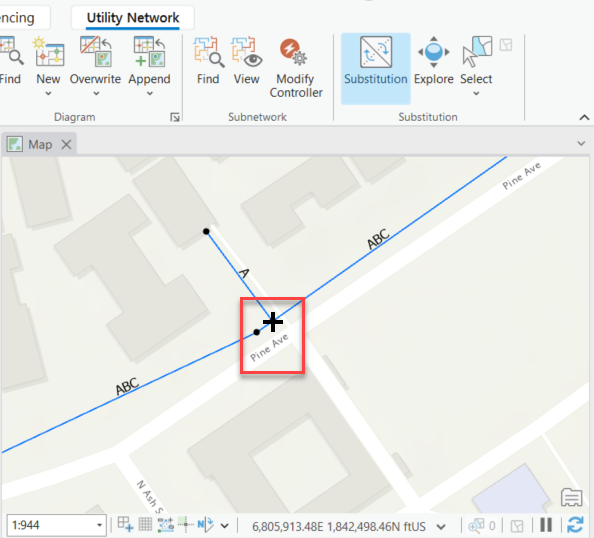 encing
Utility Network
Find
New
Overwrite
Append
Find
View
Modify
Controller
Substitution
Explore
Select
Diagram
Subnetwork
Substitution
Map
Pine Ave
ABC
A
Pine Ave
ABC
N Ash S
1:944
6,805,913.48E 1,842,498.46N ftUS
0